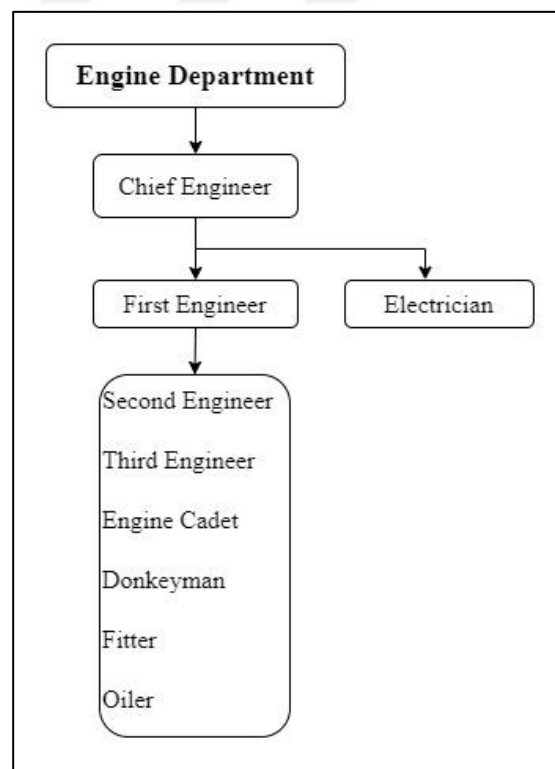 Engine Department
Chief Engineer
First Engineer
Electrician
Second Engineer
Third Engineer
Engine Cadet
Donkeyman
Fitter
Oiler